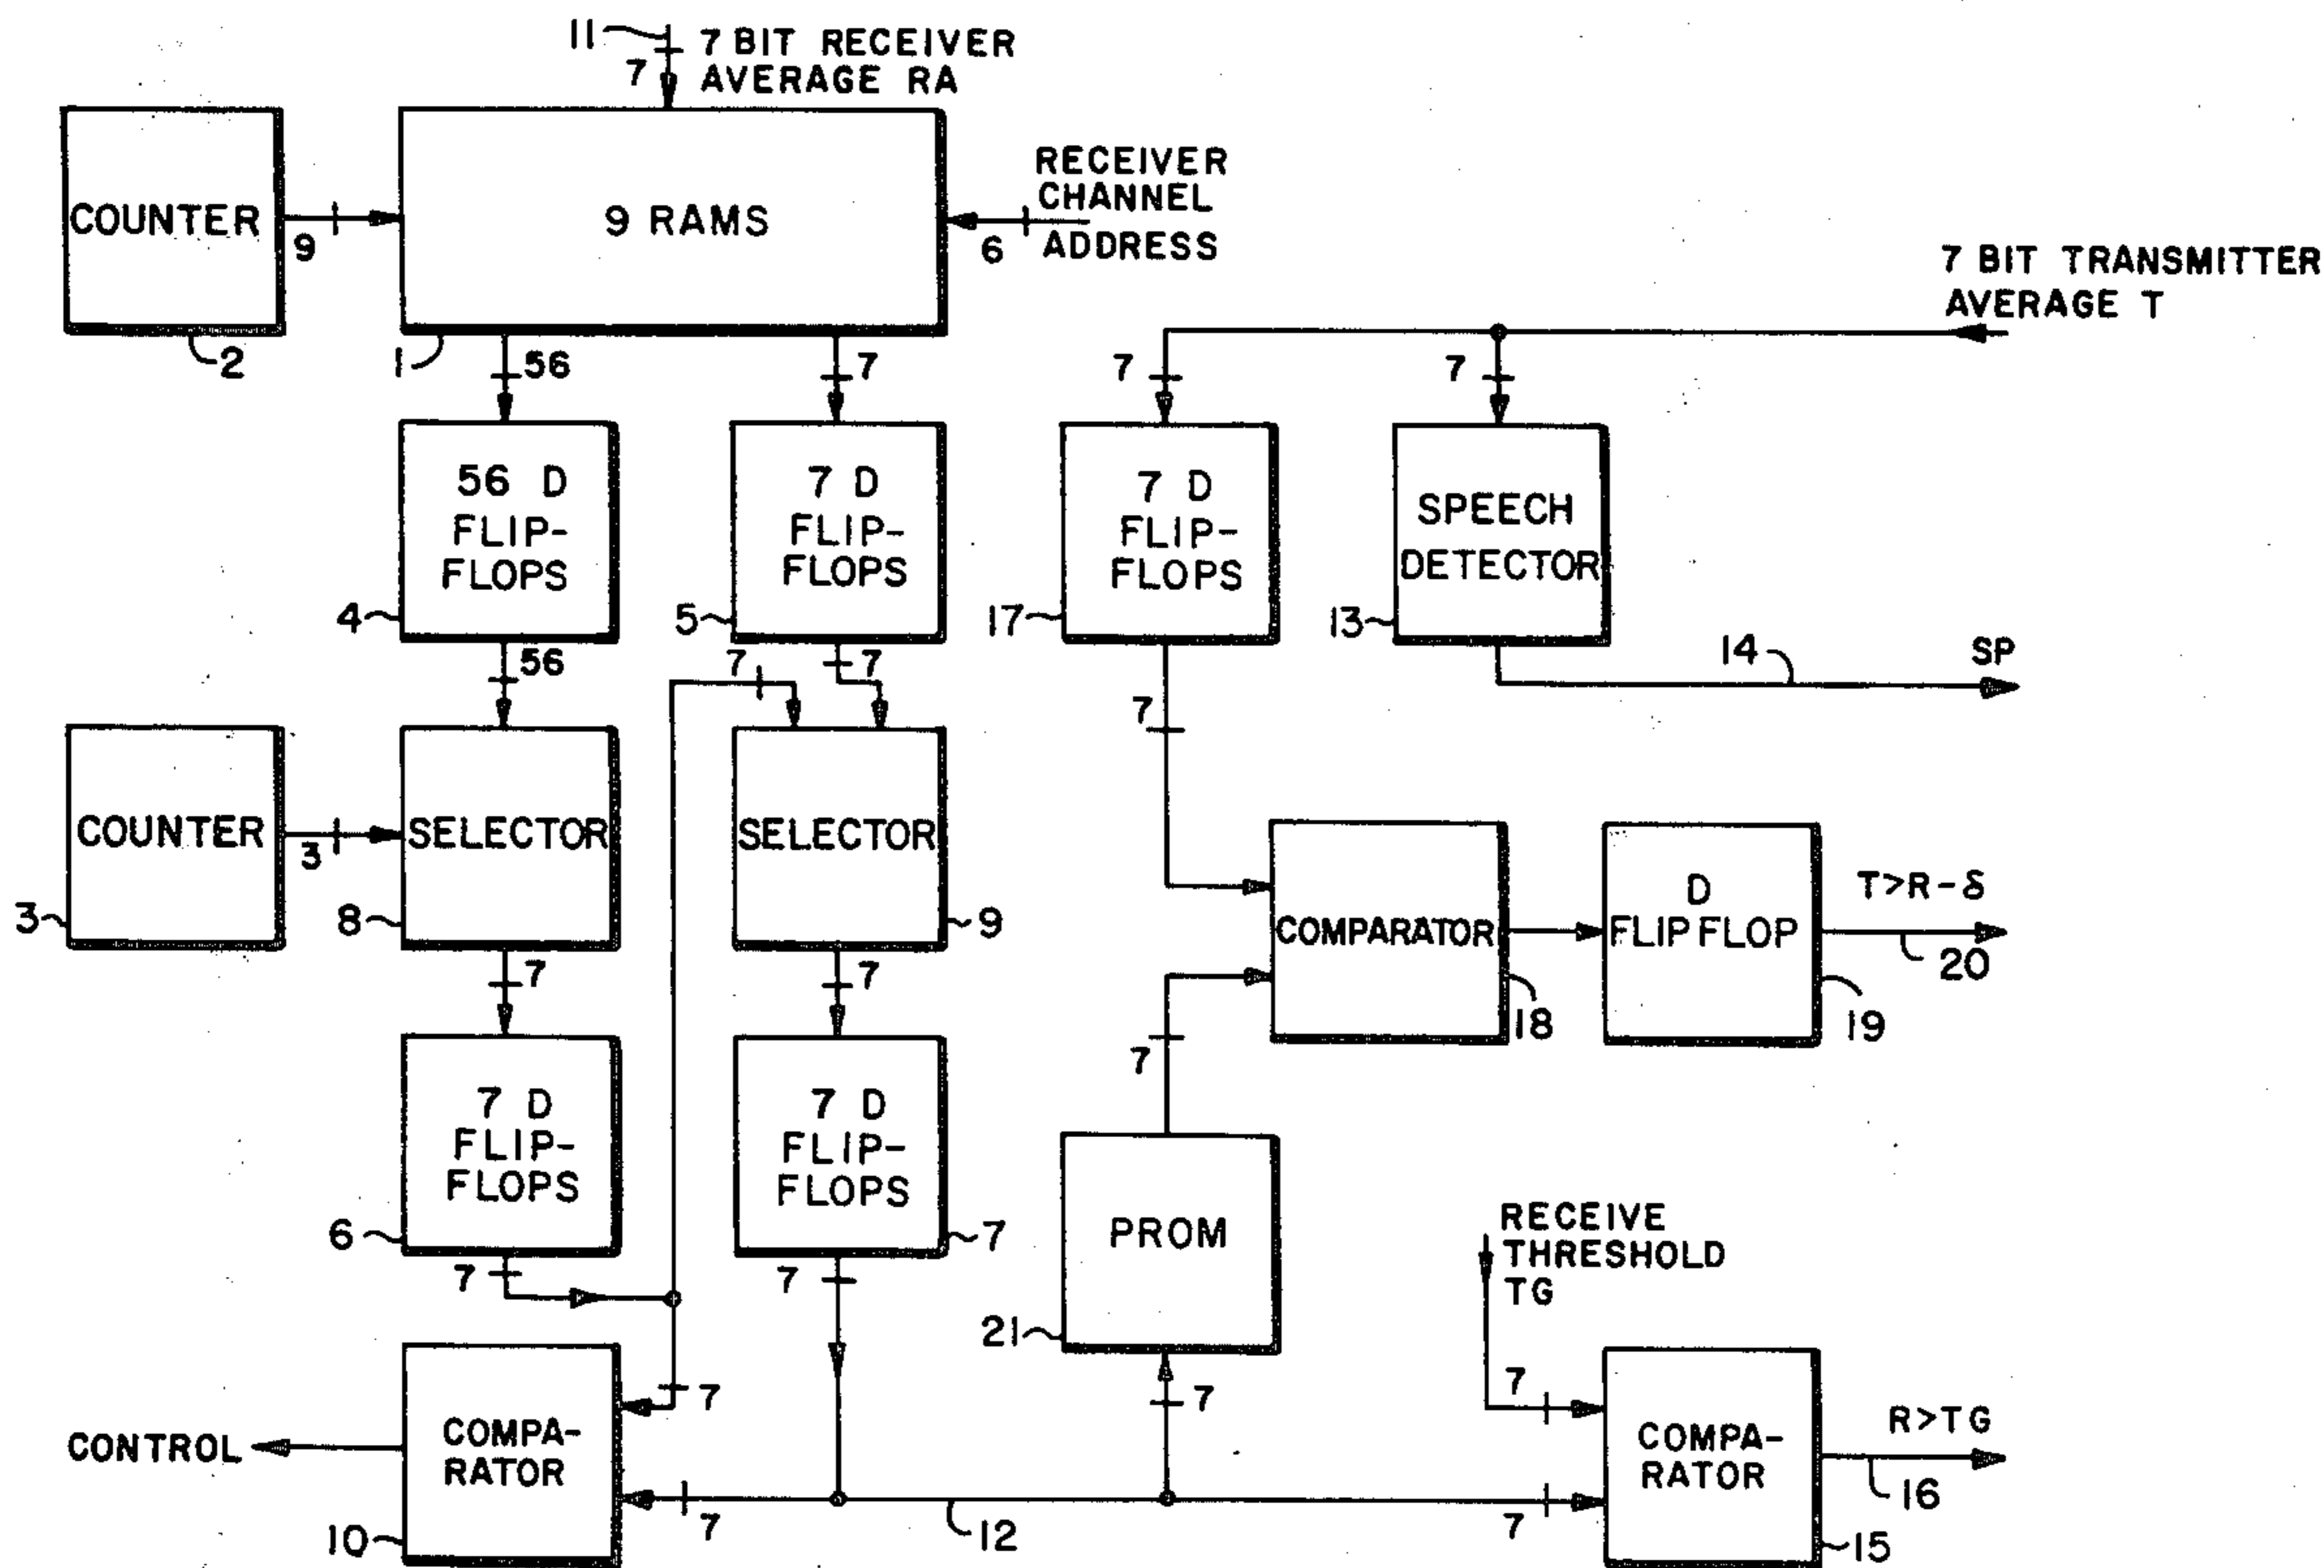 11
7 BIT RECEIVER
AVERAGE RA
7
COUNTER
9
2
9 RAMS
1
RECEIVER
CHANNEL
ADDRESS
6
7 BIT TRANSMITTER
AVERAGE T
56
7
7
7
56 D
FLIP-
FLOPS
4
7 D
FLIP-
FLOPS
5
7 D
FLIP-
FLOPS
17
SPEECH
DETECTOR
13
56
7
7
7
14
SP
COUNTER
3
3
SELECTOR
8
SELECTOR
9
COMPARATOR
18
D
FLIP FLOP
19
T>R-δ
20
7
7
7
7 D
FLIP-
FLOPS
6
7 D
FLIP-
FLOPS
7
PROM
21
RECEIVE
THRESHOLD
TG
7
7
7
7
7
CONTROL
COMPA-
RATOR
10
7
12
7
COMPA-
RATOR
15
R>TG
16